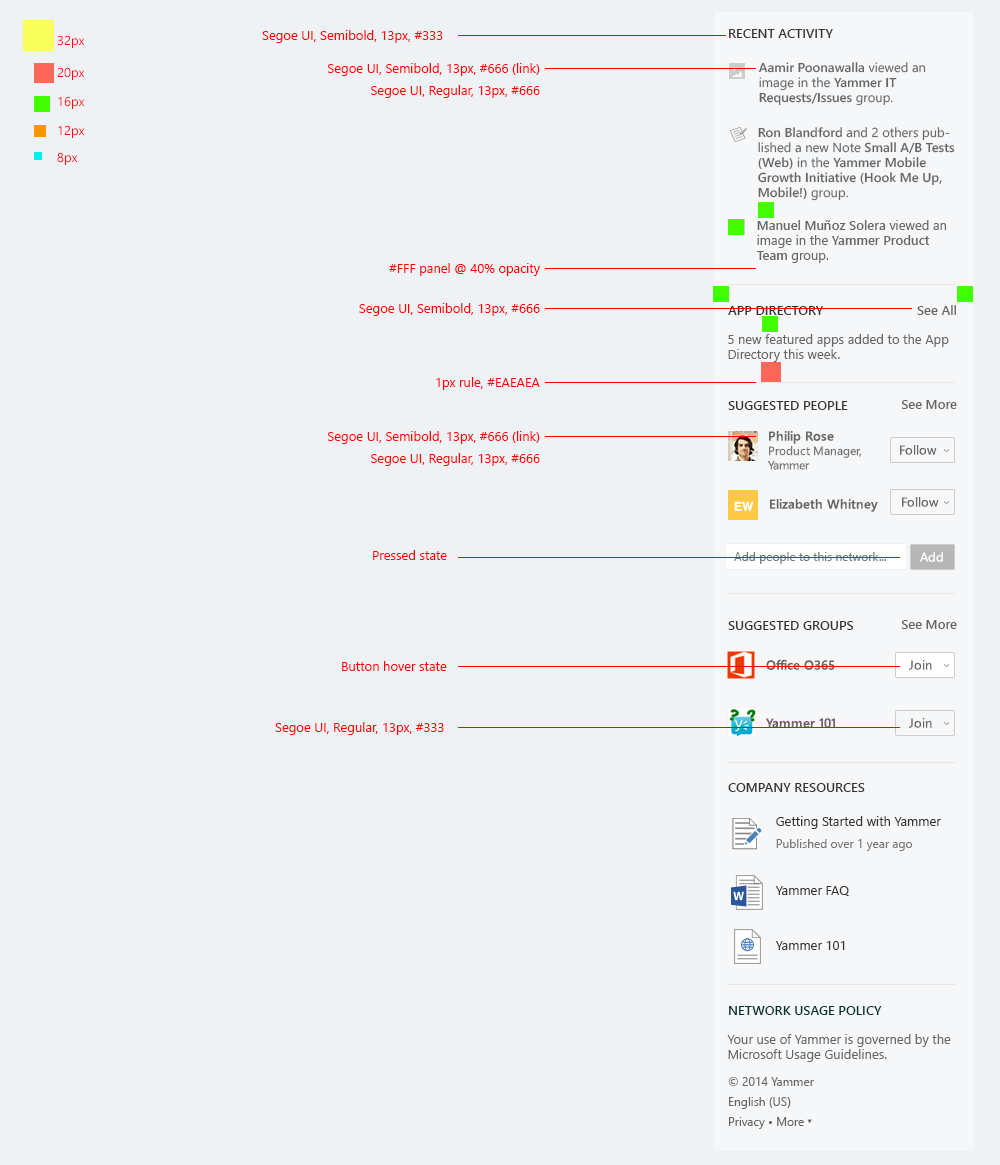 32px
20px
16px
12px
8px
Segoe UI, Semibold, 13px, #333
Segoe UI, Semibold, 13px, #666 (link)
Segoe UI, Regular, 13px, #666
#FFF panel @ 40% opacity
Segoe UI, Semibold, 13px, #666
1px rule, #EAEAEA
Segoe UI, Semibold, 13px, #666 (link)
Segoe UI, Regular, 13px, #666
Pressed state
Button hover state
Segoe UI, Regular, 13px, #333
RECENT ACTIVITY
Aamir Poonawalla viewed an
image in the Yammer IT
Requests/Issues group.
Ron Blandford and 2 others pub-
lished a new Note Small A/B Tests
(Web) in the Yammer Mobile
Growth Initiative (Hook Me Up,
Mobile!) group.
Manuel Muñoz Solera viewed an
image in the Yammer Product
Team group.
APP DIRECTORY See All
5 new featured apps added to the App
Directory this week.
SUGGESTED PEOPLE See More
Philip Rose
Product Manager,
Yammer
Follow
EW Elizabeth Whitney Follow
Add people to this network... Add
SUGGESTED GROUPS See More
Office O365 Join
Yammer 101 Join
COMPANY RESOURCES
Getting Started with Yammer
Published over 1 year ago
Yammer FAQ
Yammer 101
NETWORK USAGE POLICY
Your use of Yammer is governed by the
Microsoft Usage Guidelines.
© 2014 Yammer
English (US)
Privacy • More ▾